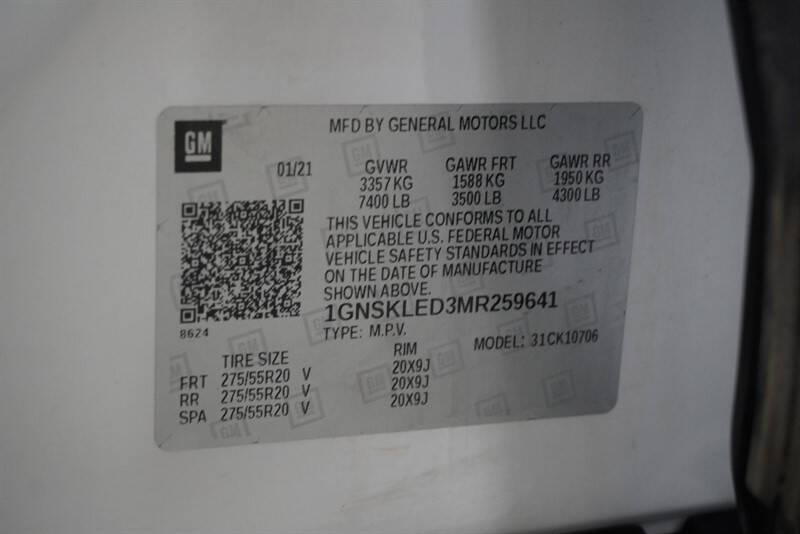 GM
MFD BY GENERAL MOTORS LLC
01/21
GVWR GAWR FRT GAWR RR
3357 KG 1588 KG 1950 KG
7400 LB 3500 LB 4300 LB
THIS VEHICLE CONFORMS TO ALL
APPLICABLE U.S. FEDERAL MOTOR
VEHICLE SAFETY STANDARDS IN EFFECT
ON THE DATE OF MANUFACTURE
SHOWN ABOVE.
1GNSKLED3MR259641
8624
TYPE: M.P.V. MODEL: 31CK10706
TIRE SIZE RIM
FRT 275/55R20 V 20X9J
RR 275/55R20 V 20X9J
SPA 275/55R20 V 20X9J